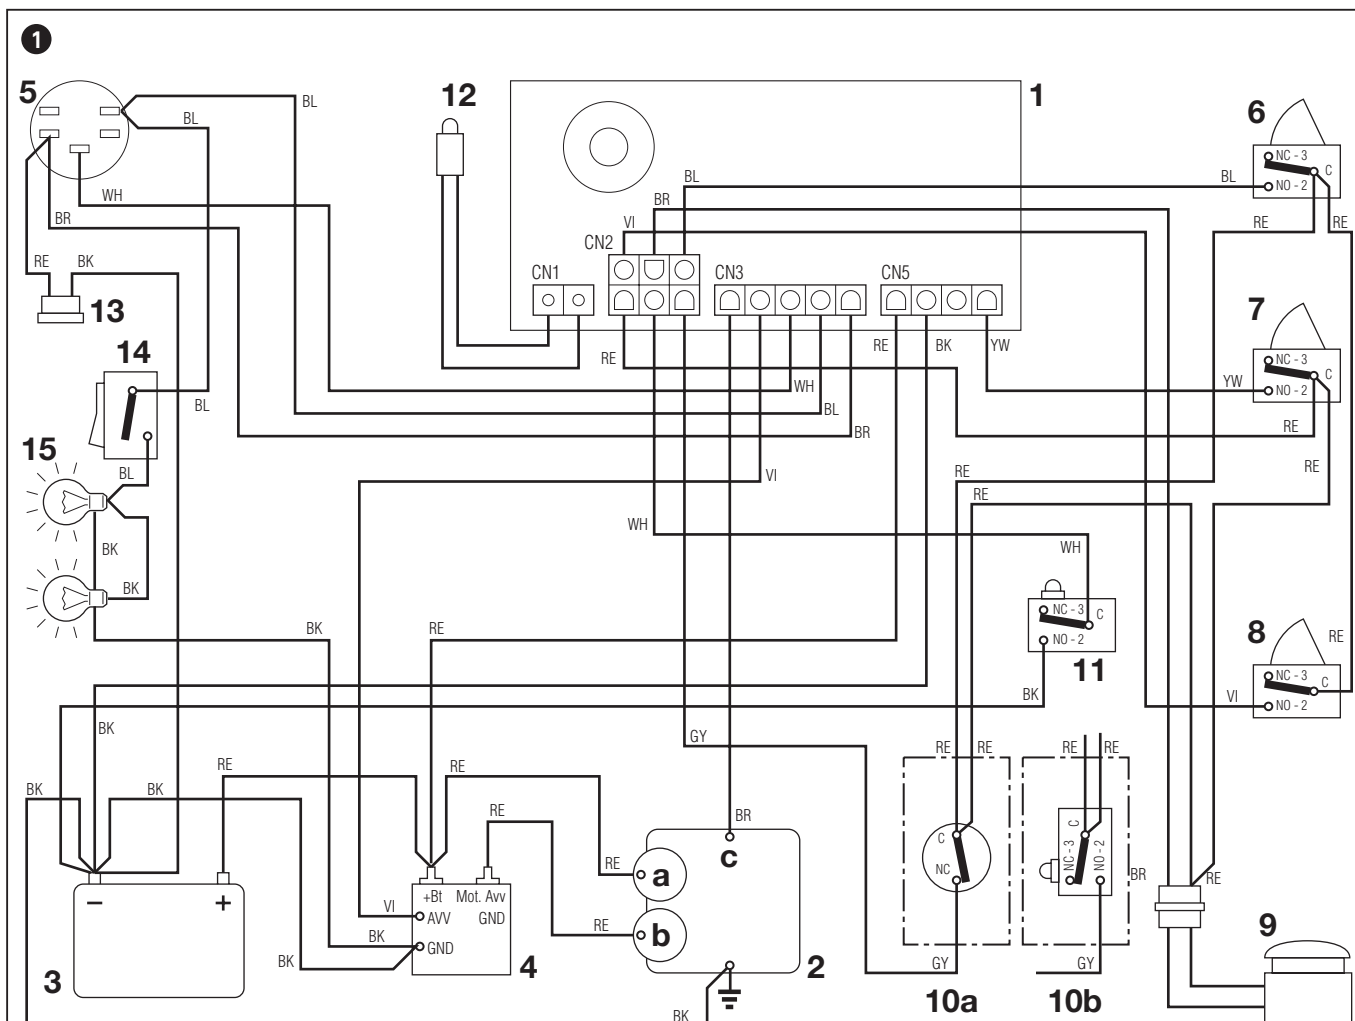 1
5
12
1
6
BL
BL
NC - 3
C
NO - 2
BL
BL
BR
WH
VI
BR
RE
RE
CN2
RE
BK
CN1
CN3
CN5
13
7
NC - 3
C
NO - 2
14
RE
RE
BK
YW
WH
YW
BL
BL
BR
RE
15
BL
VI
RE
RE
RE
WH
WH
BK
BK
NC - 3
C
NO - 2
11
BK
RE
8
RE
NC - 3
C
NO - 2
BK
VI
BK
GY
RE
RE
RE
RE
RE
RE
BK
BK
RE
BR
C
NC
C
NC - 3
NO - 2
BR
RE
c
RE
a
+Bt
Mot. Avv
–
+
VI
AVV
GND
RE
b
BK
GND
9
BK
3
4
2
GY
GY
10a
10b
BK